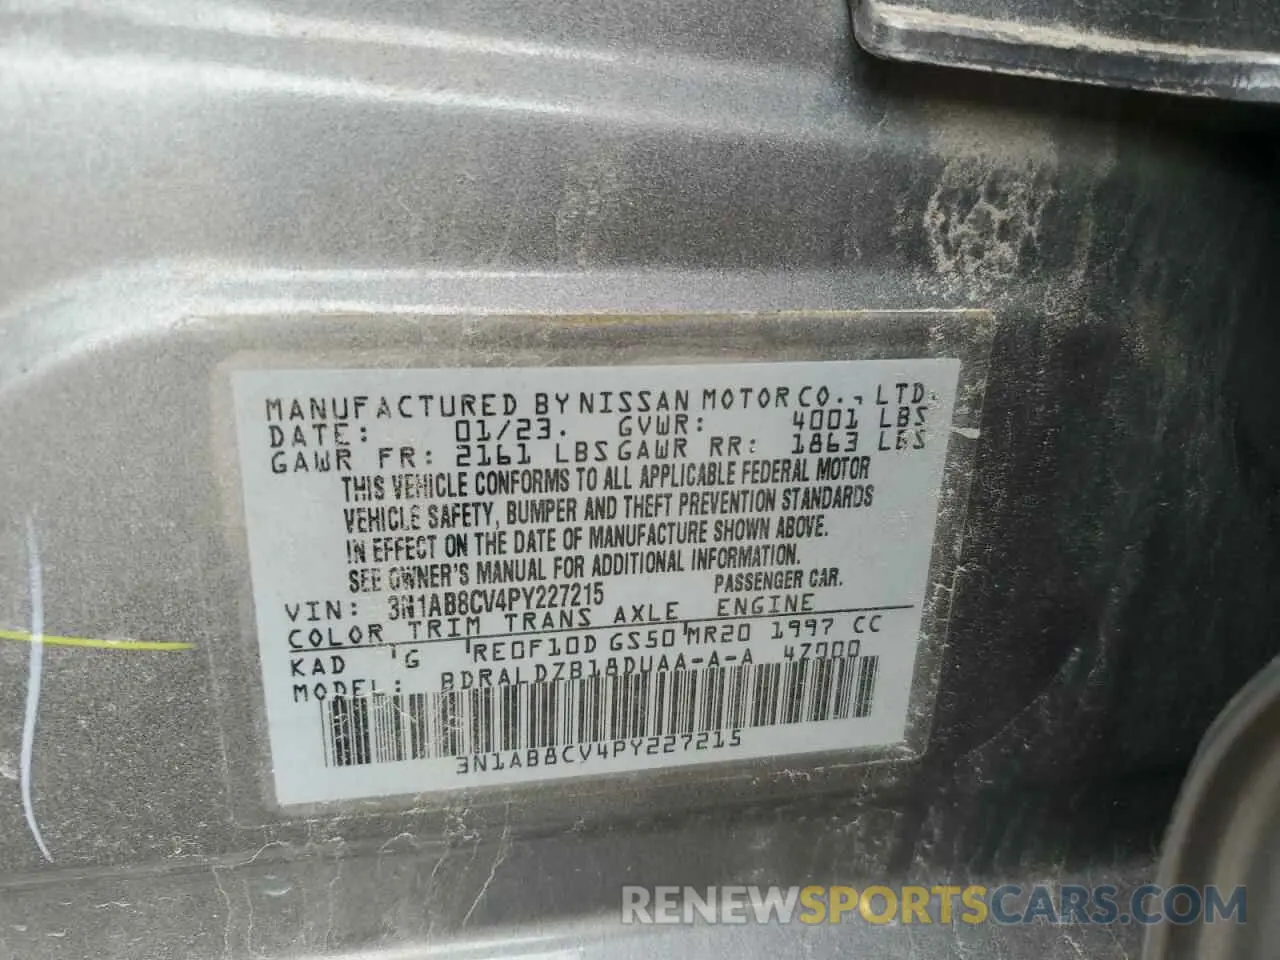 MANUFACTURED BY NISSAN MOTOR CO., LTD.
DATE: 01/23. GVWR: 4001 LBS
GAWR FR: 2161 LBS GAWR RR: 1863 LBS
THIS VEHICLE CONFORMS TO ALL APPLICABLE FEDERAL MOTOR
VEHICLE SAFETY, BUMPER AND THEFT PREVENTION STANDARDS
IN EFFECT ON THE DATE OF MANUFACTURE SHOWN ABOVE.
SEE OWNER'S MANUAL FOR ADDITIONAL INFORMATION.
VIN: 3N1AB8CV4PY227215 PASSENGER CAR.
COLOR TRIM TRANS AXLE ENGINE
KAD G RE0F10D GS50 MR20 1997 CC
MODEL: BDRALDZB18DUAA-A-A 47000
3N1AB8CV4PY227215
RENEWSPORTSCARS.COM